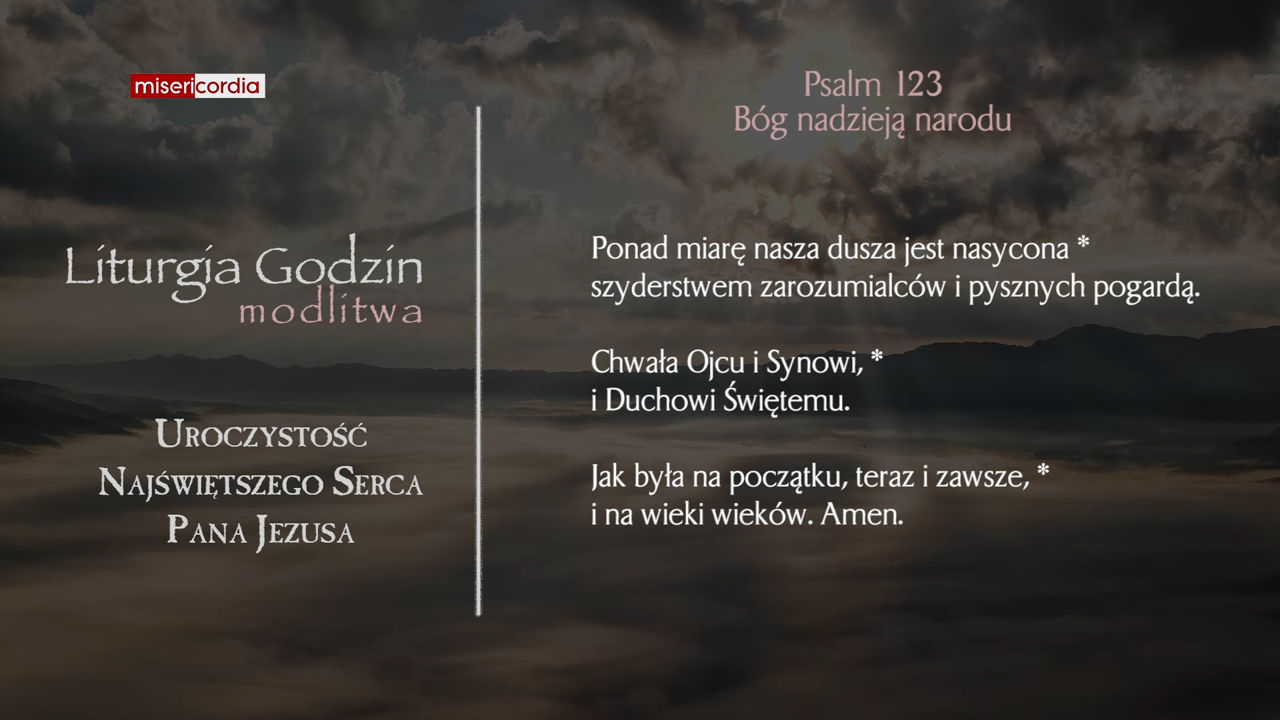 misericordia
Liturgia Godzin
modlitwa
Uroczystość
Najświętszego Serca
Pana Jezusa
Psalm 123
Bóg nadzieją narodu
Ponad miarę nasza dusza jest nasycona *
szyderstwem zarozumialców i pysznych pogardą.
Chwała Ojcu i Synowi, *
i Duchowi Świętemu.
Jak była na początku, teraz i zawsze, *
i na wieki wieków. Amen.